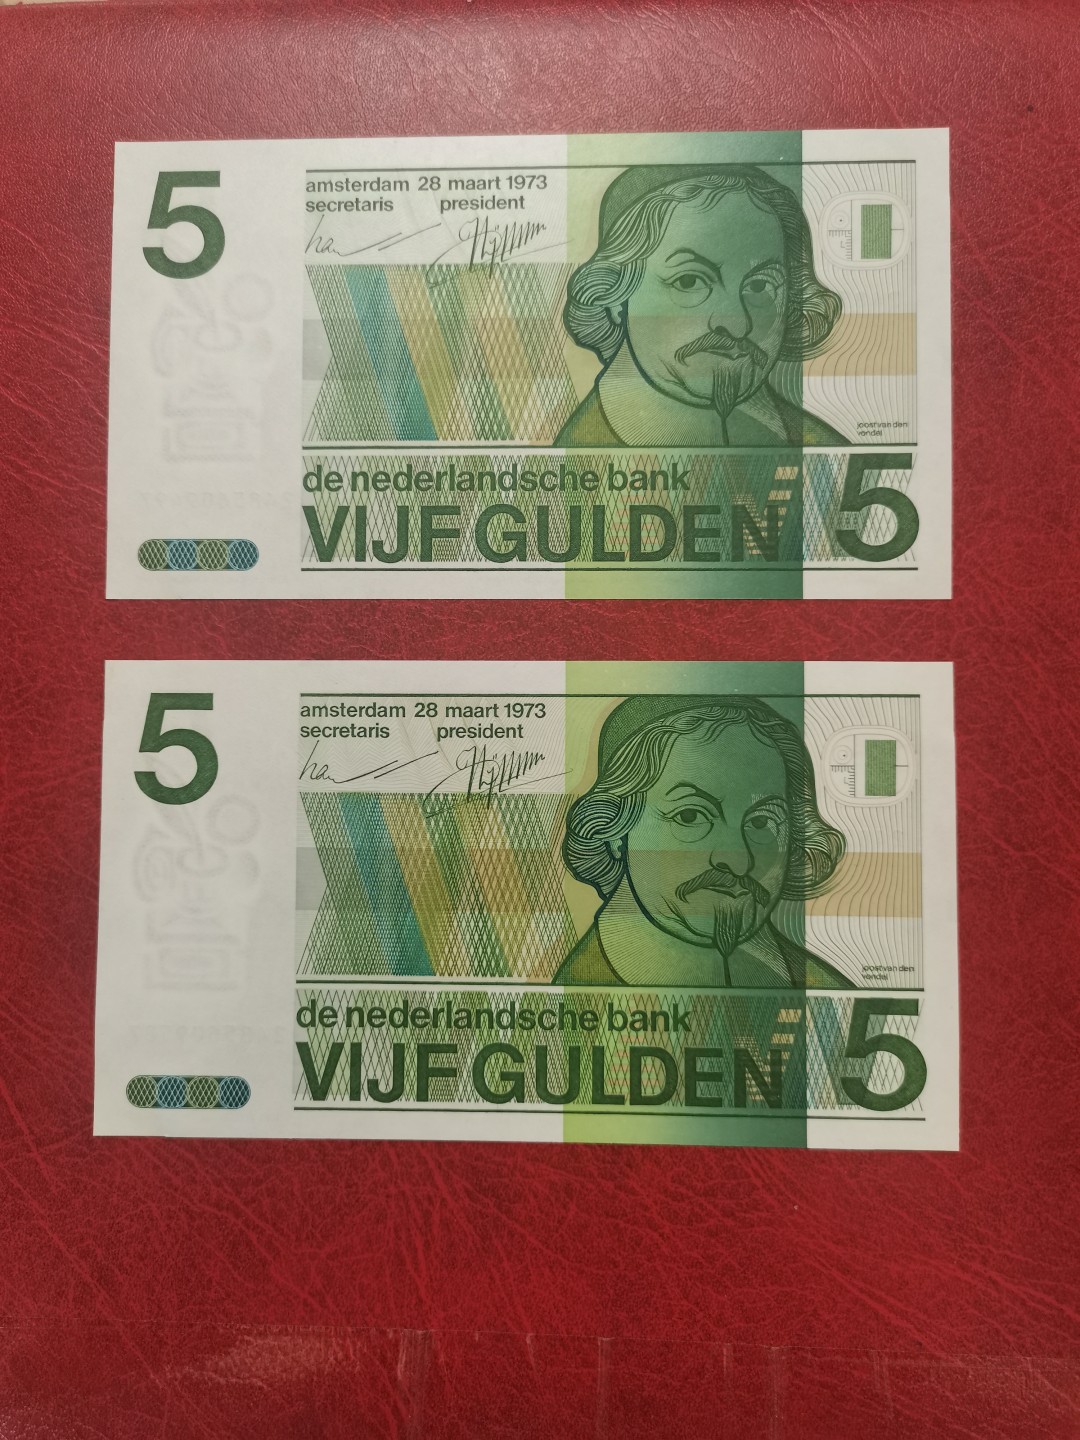 5
amsterdam 28 maart 1973
secretaris president
joost van den
vondel
de nederlandsche bank
VIJF GULDEN 5
5
amsterdam 28 maart 1973
secretaris president
joost van den
vondel
de nederlandsche bank
VIJF GULDEN 5